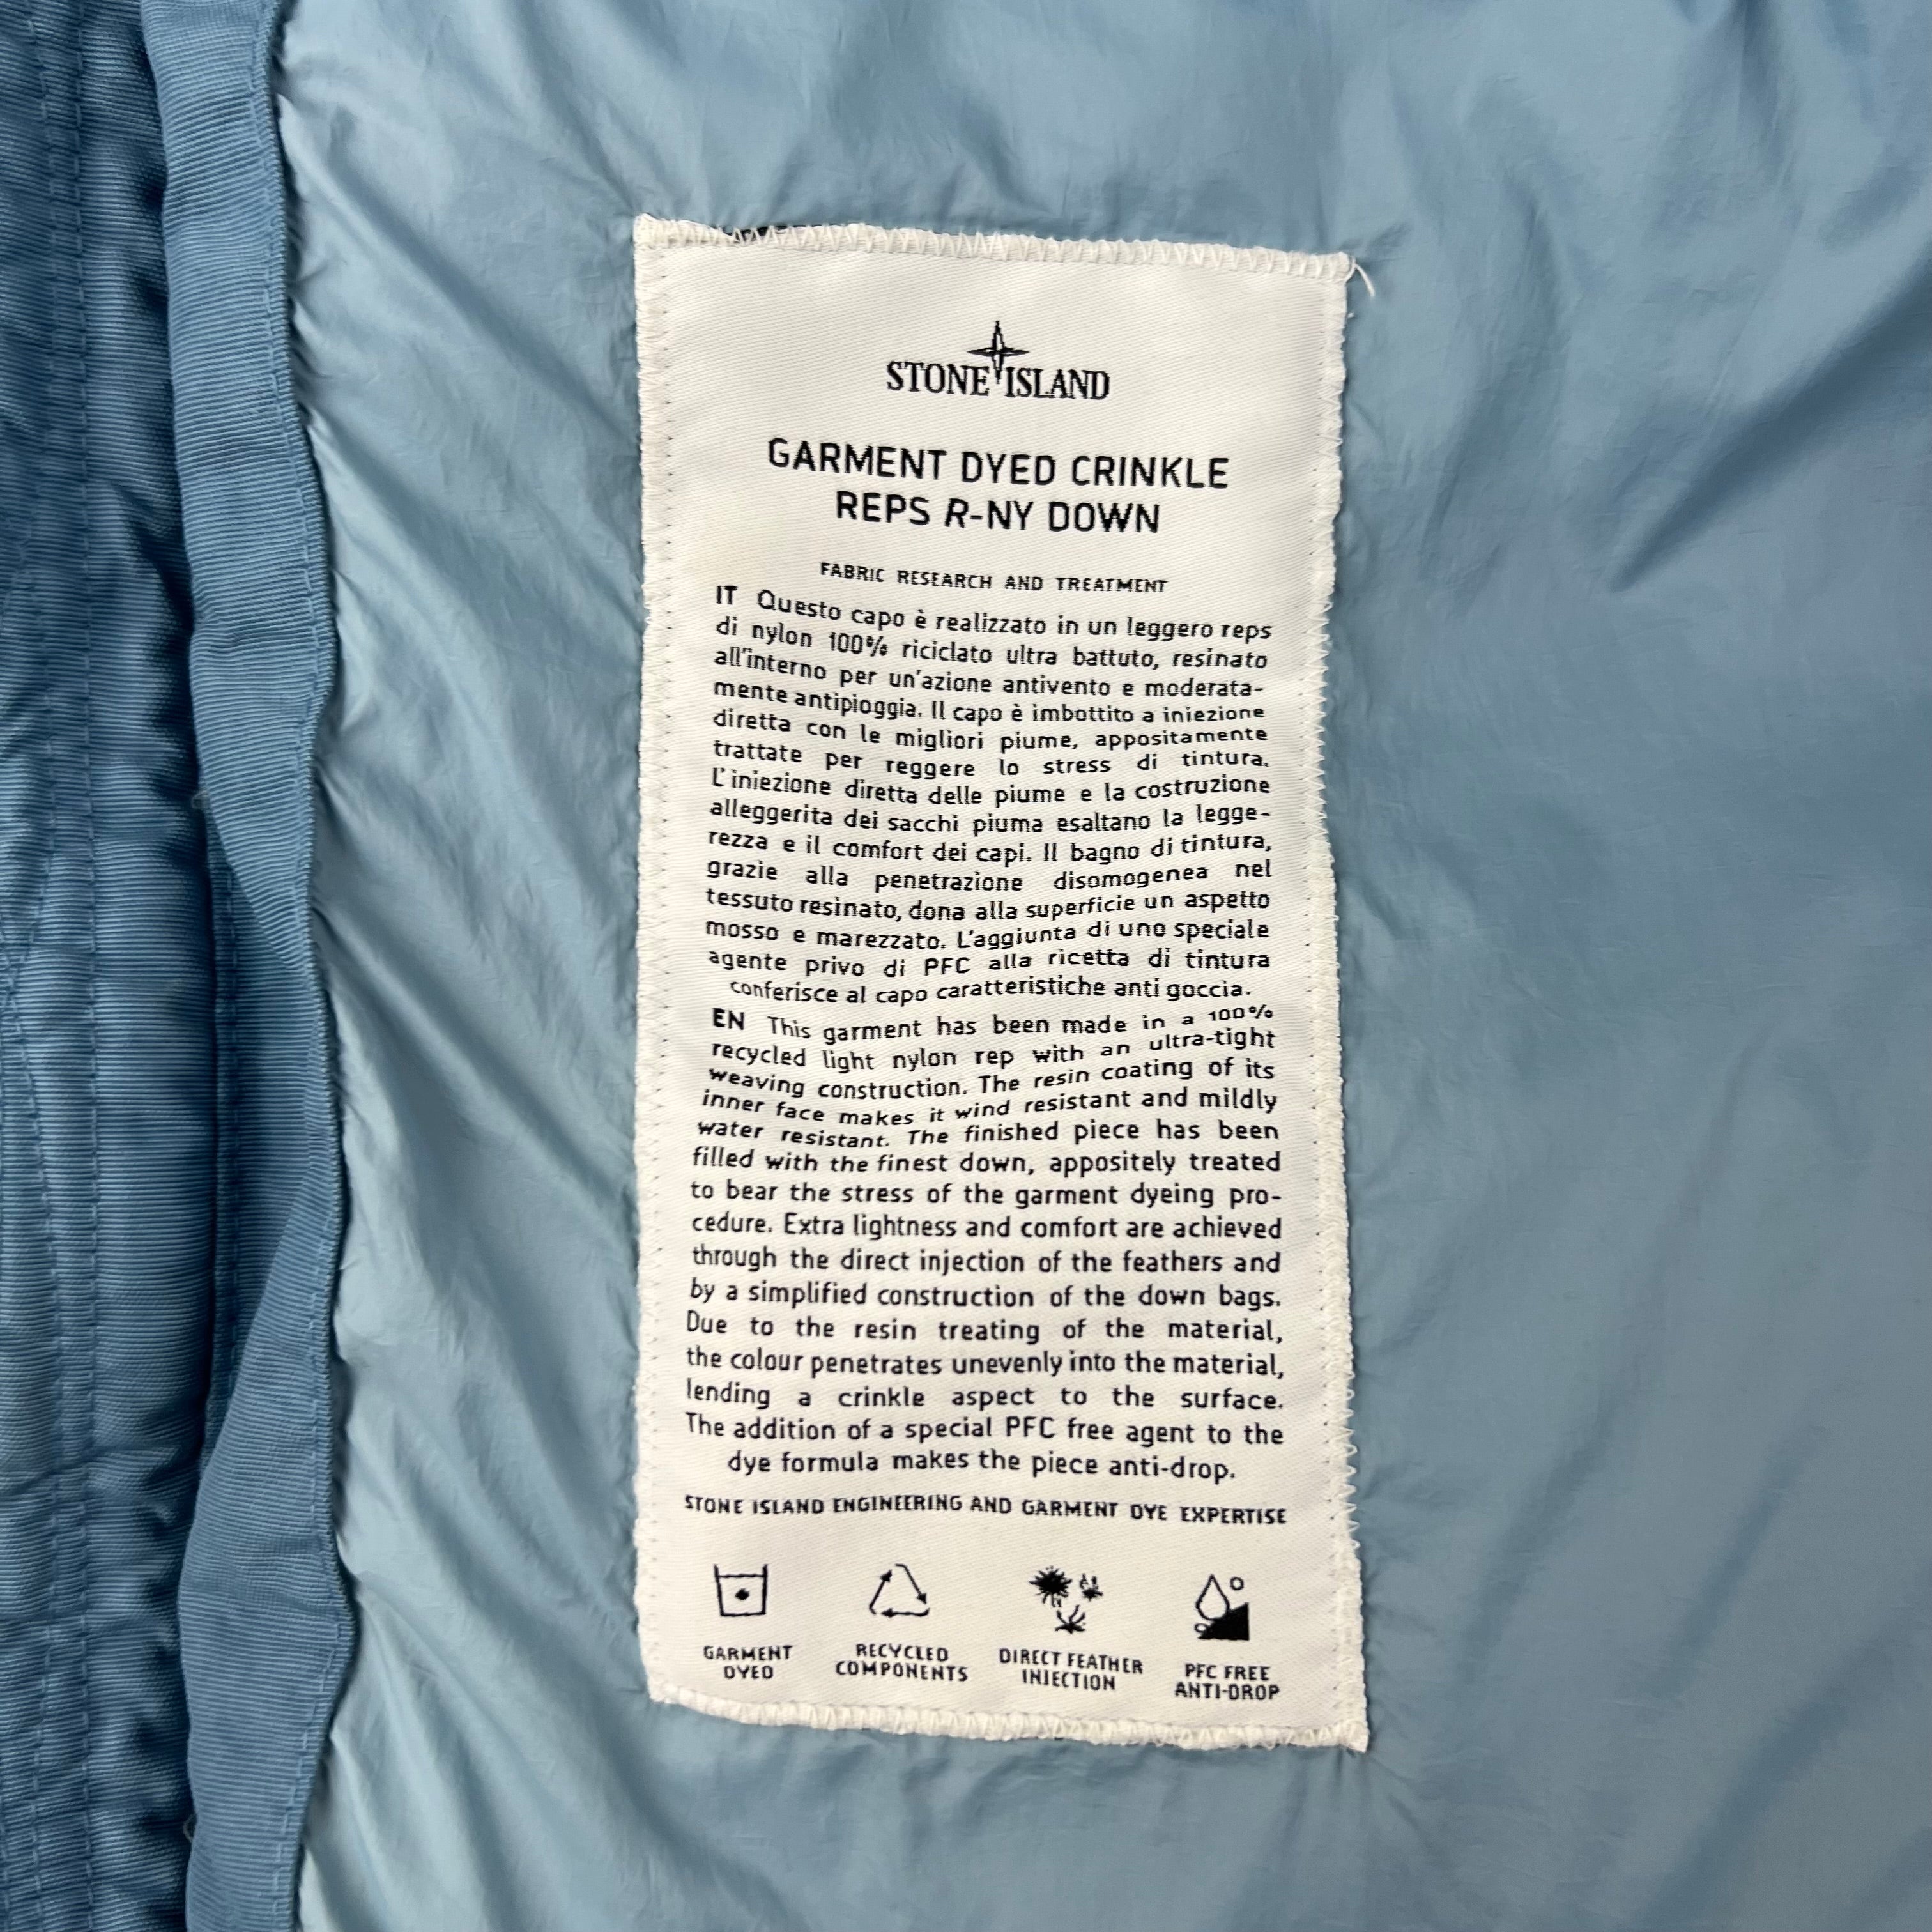 STONE ISLAND
GARMENT DYED CRINKLE
REPS R-NY DOWN
FABRIC RESEARCH AND TREATMENT
IT Questo capo è realizzato in un leggero reps
di nylon 100% riciclato ultra battuto, resinato
all'interno per un'azione antivento e moderata-
mente antipioggia. Il capo è imbottito a iniezione
diretta con le migliori piume, appositamente
trattate per reggere lo stress di tintura.
L'iniezione diretta delle piume e la costruzione
alleggerita dei sacchi piuma esaltano la legge-
rezza e il comfort dei capi. Il bagno di tintura,
grazie alla penetrazione disomogenea nel
tessuto resinato, dona alla superficie un aspetto
mosso e marezzato. L'aggiunta di uno speciale
agente privo di PFC alla ricetta di tintura
conferisce al capo caratteristiche anti goccia.
EN This garment has been made in a 100%
recycled light nylon rep with an ultra-tight
weaving construction. The resin coating of its
inner face makes it wind resistant and mildly
water resistant. The finished piece has been
filled with the finest down, appositely treated
to bear the stress of the garment dyeing pro-
cedure. Extra lightness and comfort are achieved
through the direct injection of the feathers and
by a simplified construction of the down bags.
Due to the resin treating of the material,
the colour penetrates unevenly into the material,
lending a crinkle aspect to the surface.
The addition of a special PFC free agent to the
dye formula makes the piece anti-drop.
STONE ISLAND ENGINEERING AND GARMENT DYE EXPERTISE
GARMENT
DYED
RECYCLED
COMPONENTS
DIRECT FEATHER
INJECTION
PFC FREE
ANTI-DROP